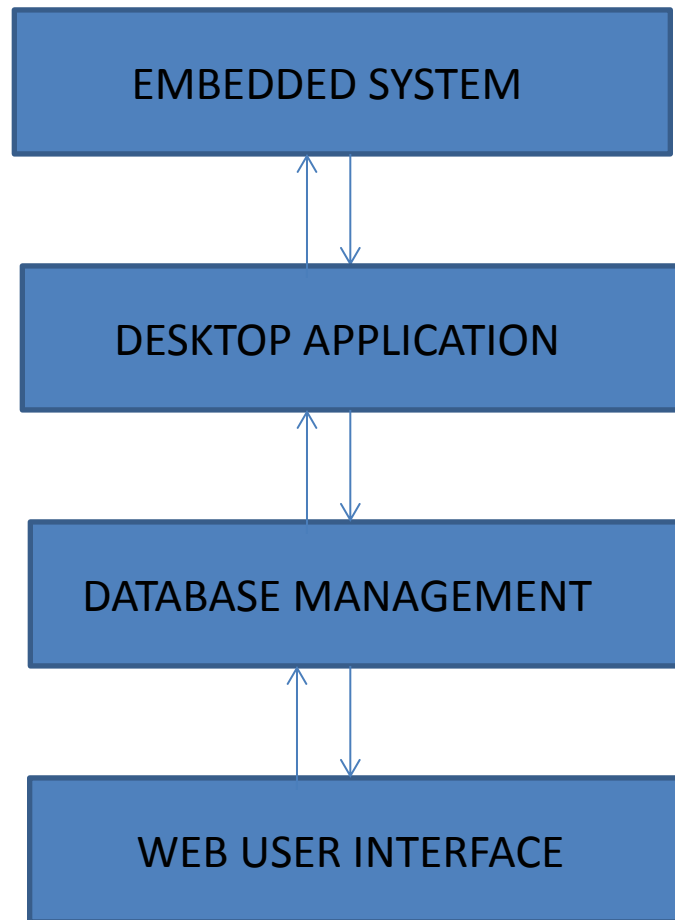 EMBEDDED SYSTEM
DESKTOP APPLICATION
DATABASE MANAGEMENT
WEB USER INTERFACE